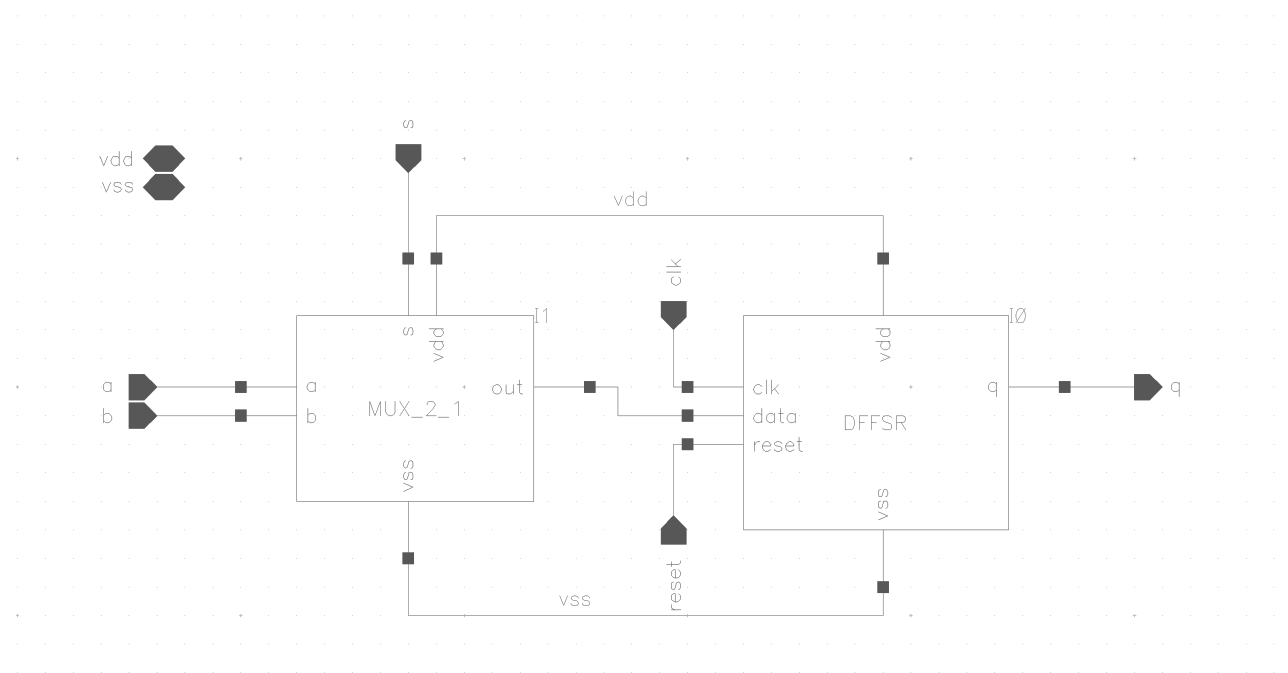 s
vdd
vss
vdd
clk
I1
I0
s
vdd
vdd
a
a
out
clk
q
q
b
b
MUX_2_1
data
DFFSR
reset
vss
vss
reset
vss